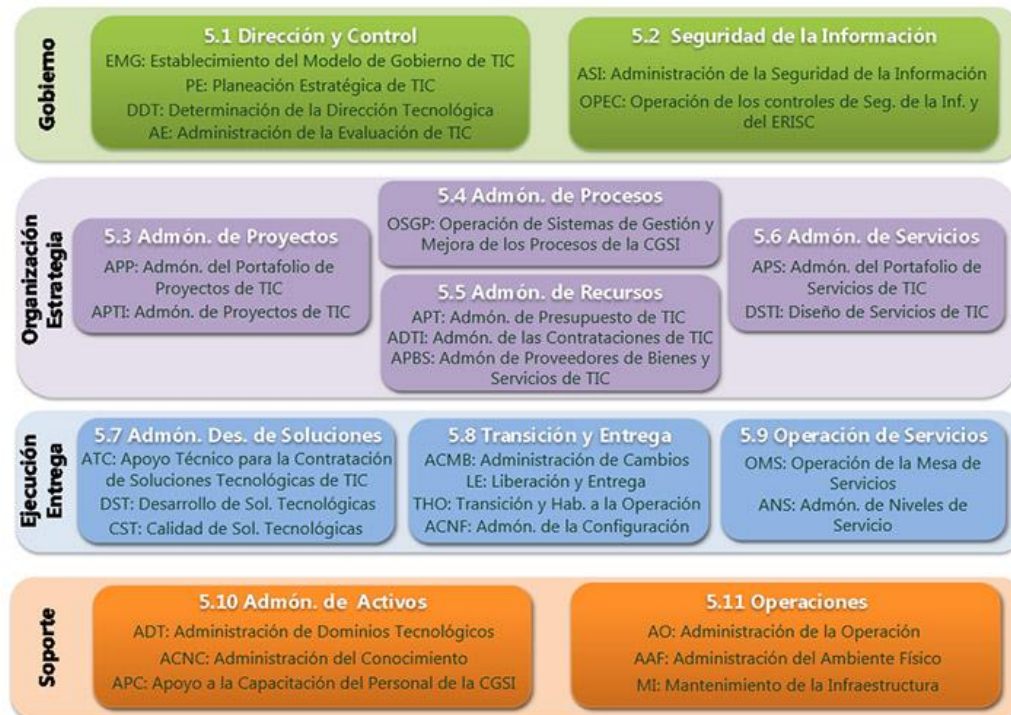 Gobierno
5.1 Dirección y Control
EMG: Establecimiento del Modelo de Gobierno de TIC
PE: Planeación Estratégica de TIC
DDT: Determinación de la Dirección Tecnológica
AE: Administración de la Evaluación de TIC
5.2 Seguridad de la Información
ASI: Administración de la Seguridad de la Información
OPEC: Operación de los controles de Seg. de la Inf. y
del ERISC
Organización
Estrategia
5.3 Admón. de Proyectos
APP: Admón. del Portafolio de
Proyectos de TIC
APTI: Admón. de Proyectos de TIC
5.4 Admón. de Procesos
OSGP: Operación de Sistemas de Gestión y
Mejora de los Procesos de la CGSI
5.5 Admón. de Recursos
APT: Admón. de Presupuesto de TIC
ADTI: Admón. de las Contrataciones de TIC
APBS: Admón de Proveedores de Bienes y
Servicios de TIC
5.6 Admón. de Servicios
APS: Admón. del Portafolio de
Servicios de TIC
DSTI: Diseño de Servicios de TIC
Ejecución
Entrega
5.7 Admón. Des. de Soluciones
ATC: Apoyo Técnico para la Contratación
de Soluciones Tecnológicas de TIC
DST: Desarrollo de Sol. Tecnológicas
CST: Calidad de Sol. Tecnológicas
5.8 Transición y Entrega
ACMB: Administración de Cambios
LE: Liberación y Entrega
THO: Transición y Hab. a la Operación
ACNF: Admón. de la Configuración
5.9 Operación de Servicios
OMS: Operación de la Mesa de
Servicios
ANS: Admón. de Niveles de
Servicio
Soporte
5.10 Admón. de Activos
ADT: Administración de Dominios Tecnológicos
ACNC: Administración del Conocimiento
APC: Apoyo a la Capacitación del Personal de la CGSI
5.11 Operaciones
AO: Administración de la Operación
AAF: Administración del Ambiente Físico
MI: Mantenimiento de la Infraestructura